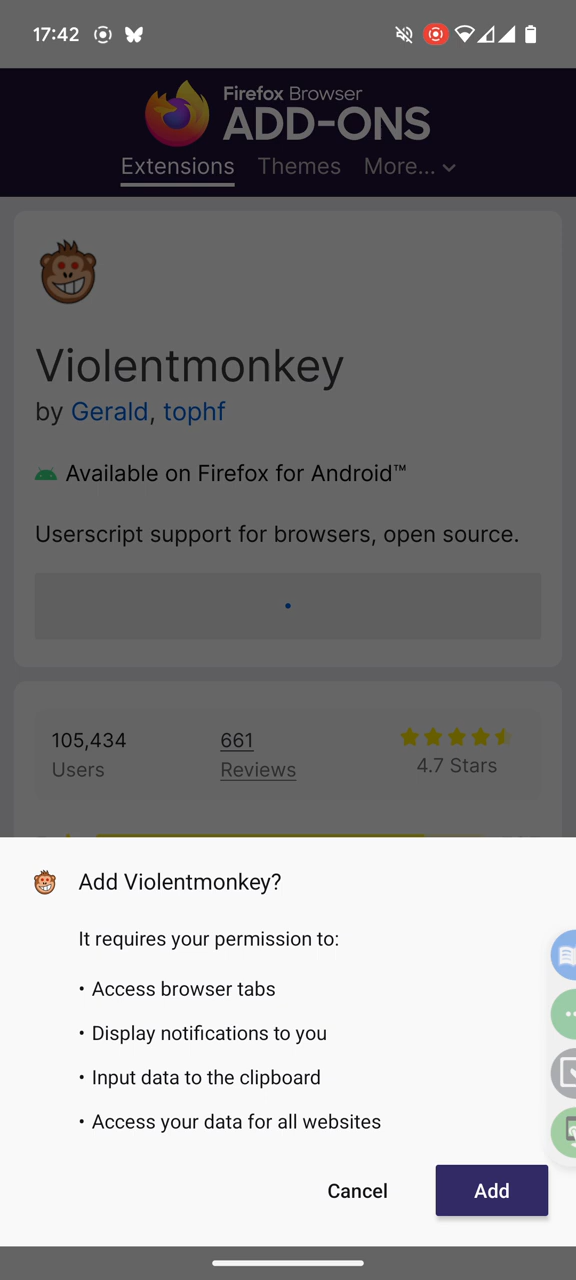 17:42
Firefox Browser
ADD-ONS
Extensions Themes More...
Violentmonkey
by Gerald, tophf
Available on Firefox for Android™
Userscript support for browsers, open source.
105,434 661
Users Reviews 4.7 Stars
Add Violentmonkey?
It requires your permission to:
• Access browser tabs
• Display notifications to you
• Input data to the clipboard
• Access your data for all websites
Cancel Add